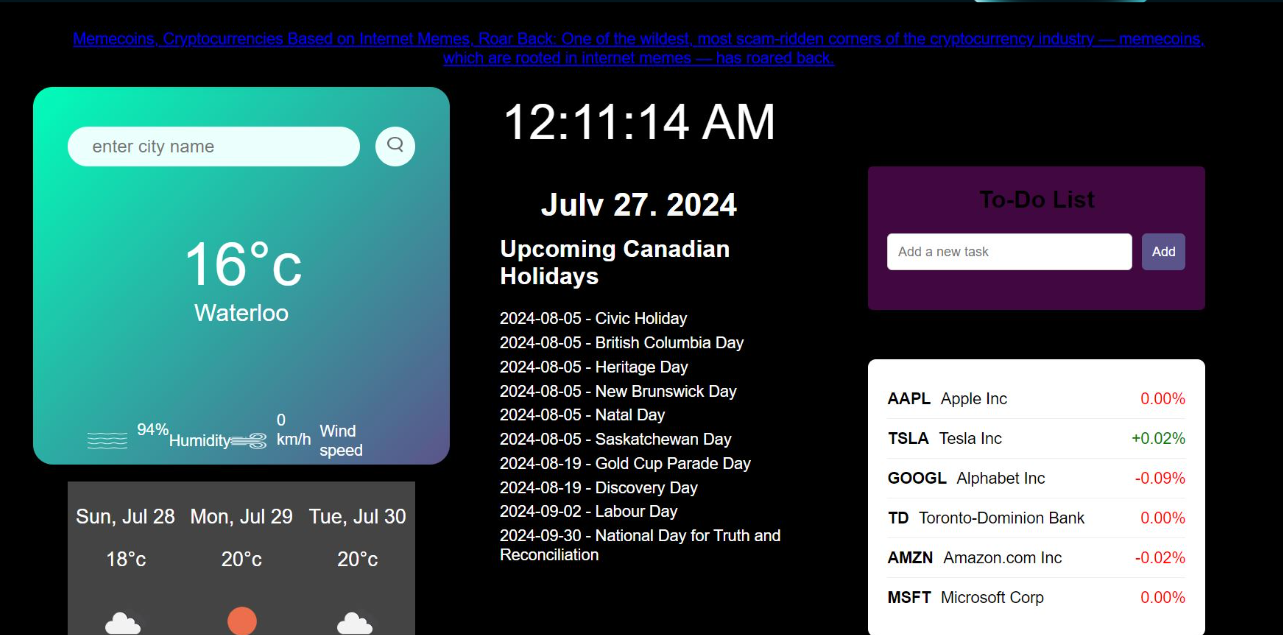 Memecoins, Cryptocurrencies Based on Internet Memes, Roar Back: One of the wildest, most scam-ridden corners of the cryptocurrency industry — memecoins,
which are rooted in internet memes — has roared back.
enter city name
16°c
Waterloo
94%
Humidity
0
km/h
Wind
speed
Sun, Jul 28 Mon, Jul 29 Tue, Jul 30
18°c 20°c 20°c
12:11:14 AM
July 27, 2024
Upcoming Canadian
Holidays
2024-08-05 - Civic Holiday
2024-08-05 - British Columbia Day
2024-08-05 - Heritage Day
2024-08-05 - New Brunswick Day
2024-08-05 - Natal Day
2024-08-05 - Saskatchewan Day
2024-08-19 - Gold Cup Parade Day
2024-08-19 - Discovery Day
2024-09-02 - Labour Day
2024-09-30 - National Day for Truth and
Reconciliation
To-Do List
Add a new task Add
AAPL Apple Inc 0.00%
TSLA Tesla Inc +0.02%
GOOGL Alphabet Inc -0.09%
TD Toronto-Dominion Bank 0.00%
AMZN Amazon.com Inc -0.02%
MSFT Microsoft Corp 0.00%